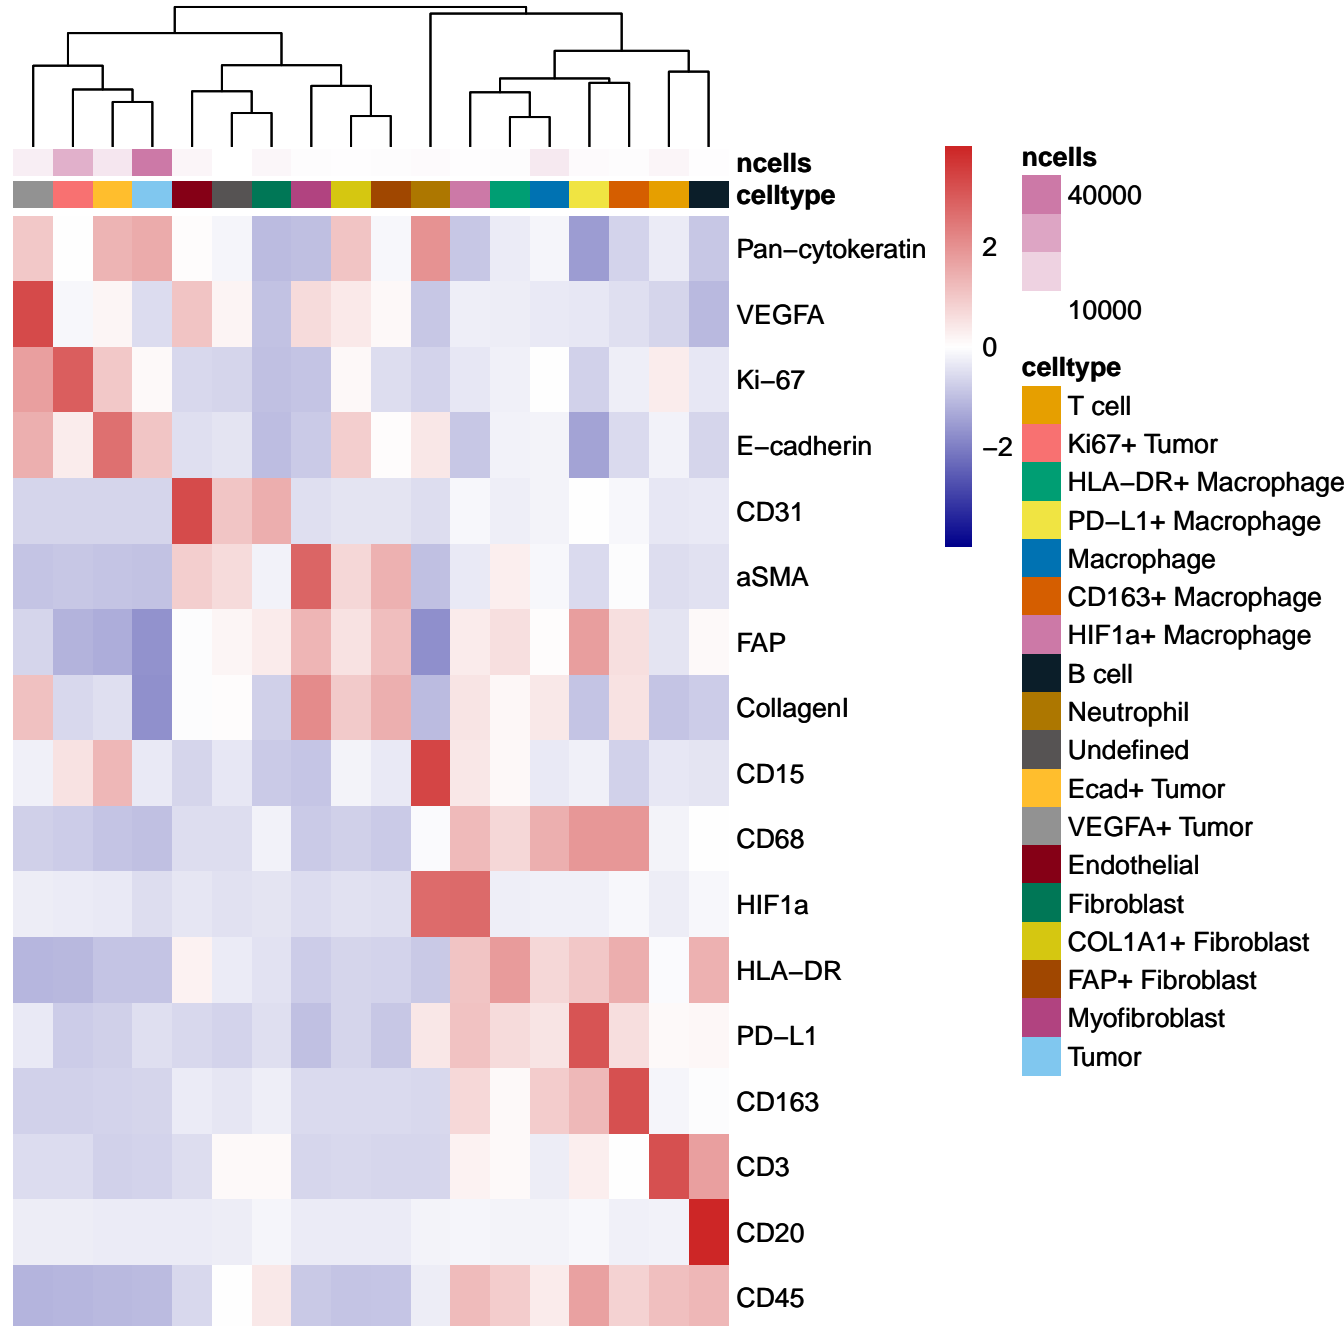 ncells
celltype
Pan−cytokeratin
VEGFA
Ki−67
E−cadherin
CD31
aSMA
FAP
CollagenI
CD15
CD68
HIF1a
HLA−DR
PD−L1
CD163
CD3
CD20
CD45
2
0
−2
ncells
40000
10000
celltype
T cell
Ki67+ Tumor
HLA−DR+ Macrophage
PD−L1+ Macrophage
Macrophage
CD163+ Macrophage
HIF1a+ Macrophage
B cell
Neutrophil
Undefined
Ecad+ Tumor
VEGFA+ Tumor
Endothelial
Fibroblast
COL1A1+ Fibroblast
FAP+ Fibroblast
Myofibroblast
Tumor